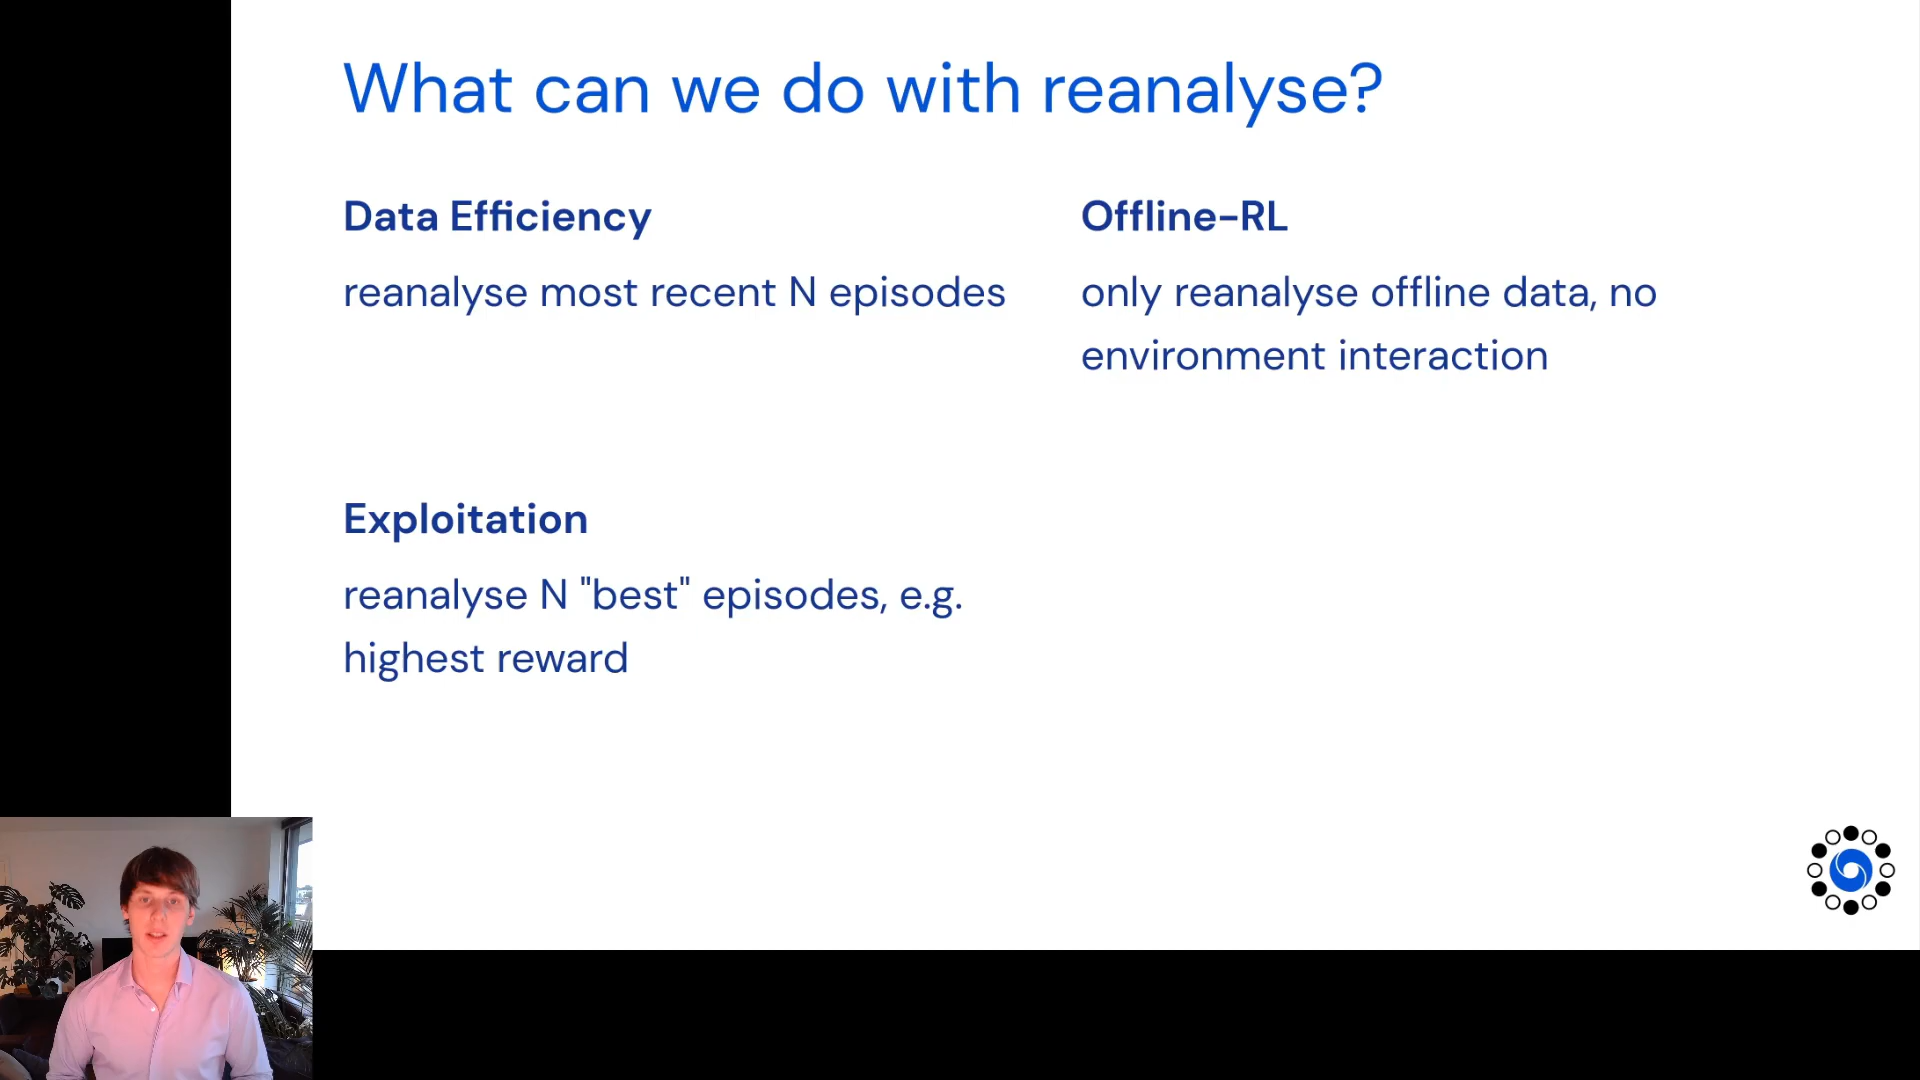 What can we do with reanalyse?
Data Efficiency
reanalyse most recent N episodes
Offline-RL
only reanalyse offline data, no
environment interaction
Exploitation
reanalyse N "best" episodes, e.g.
highest reward